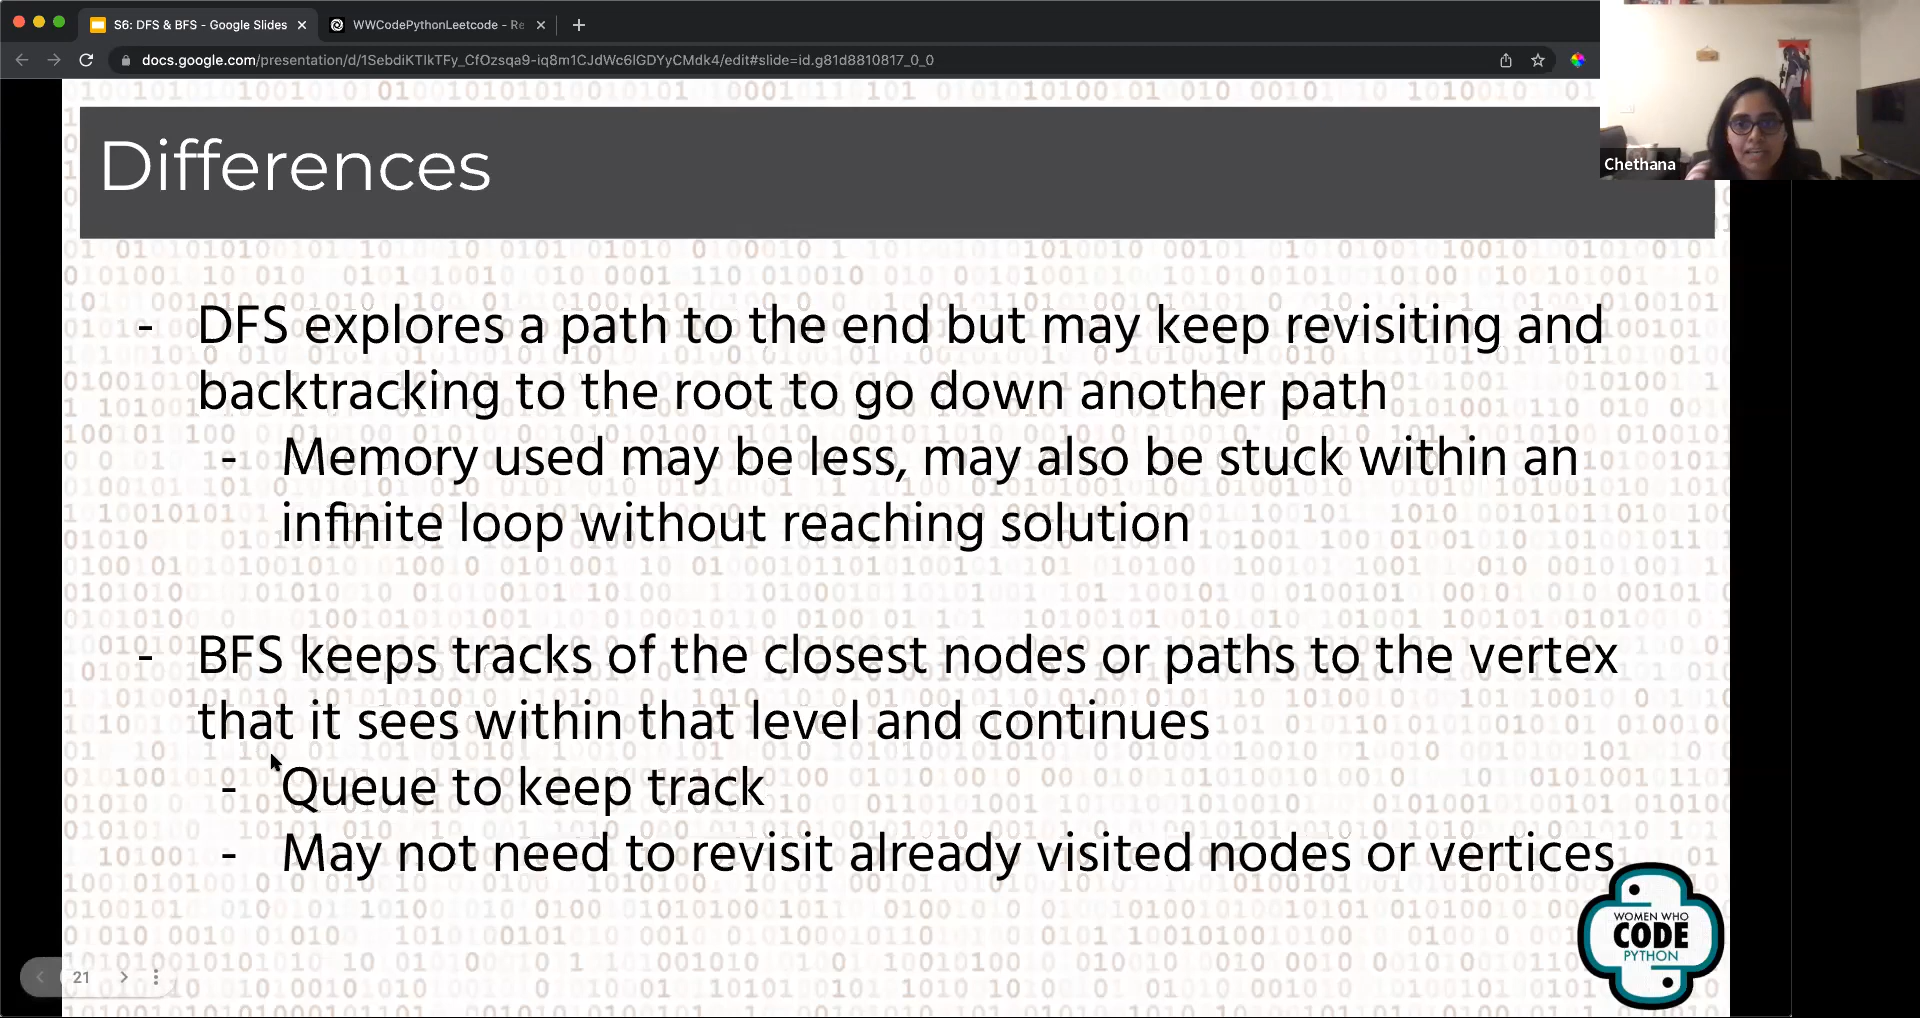 S6: DFS & BFS - Google Slides
WWCodePythonLeetcode - Re
docs.google.com/presentation/d/1SebdiKTlkTFy_CfOzsqa9-iq8m1CJdWc6lGDYyCMdk4/edit#slide=id.g81d8810817_0_0
Chethana
Differences
- DFS explores a path to the end but may keep revisiting and
backtracking to the root to go down another path
- Memory used may be less, may also be stuck within an
infinite loop without reaching solution
- BFS keeps tracks of the closest nodes or paths to the vertex
that it sees within that level and continues
- Queue to keep track
- May not need to revisit already visited nodes or vertices
WOMEN WHO
CODE
PYTHON
21